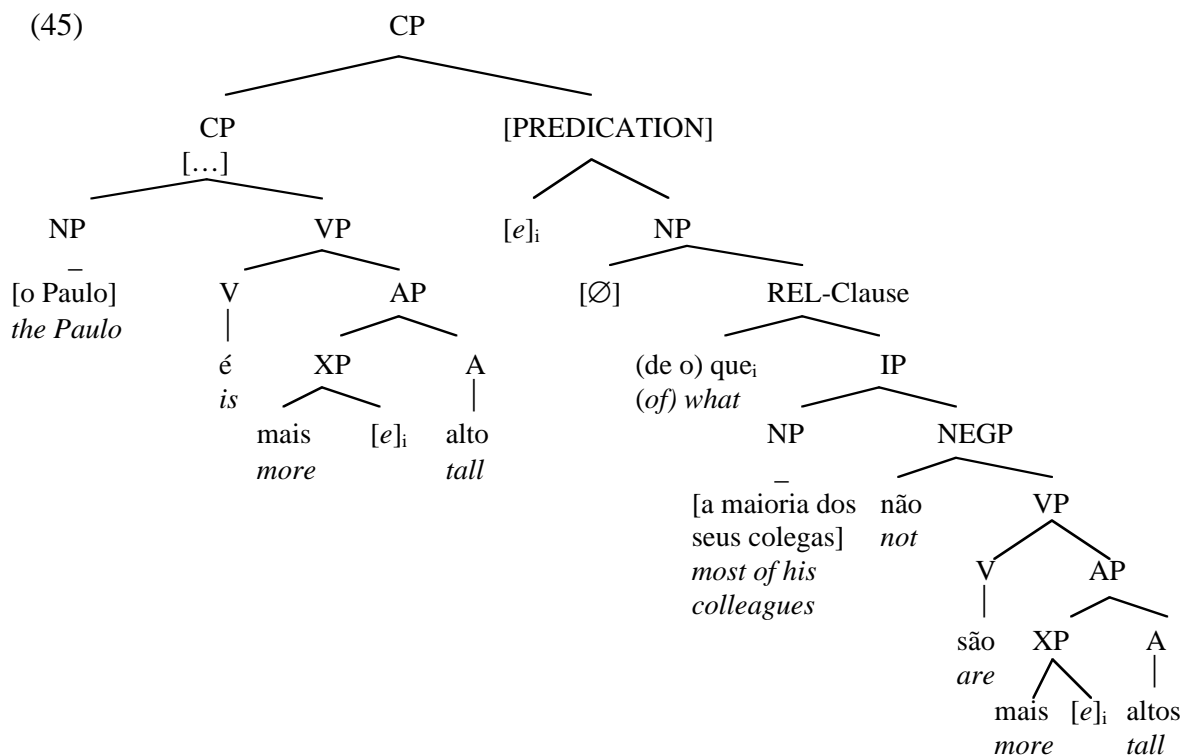 (45) CP
CP [PREDICATION]
[…]
NP VP [e]i NP
[o Paulo] V AP [∅] REL-Clause
the Paulo
é XP A (de o) quei IP
is (of) what
mais [e]i alto NP NEGP
more tall
[a maioria dos não VP
seus colegas] not
most of his V AP
colleagues
são XP A
are
mais [e]i altos
more tall